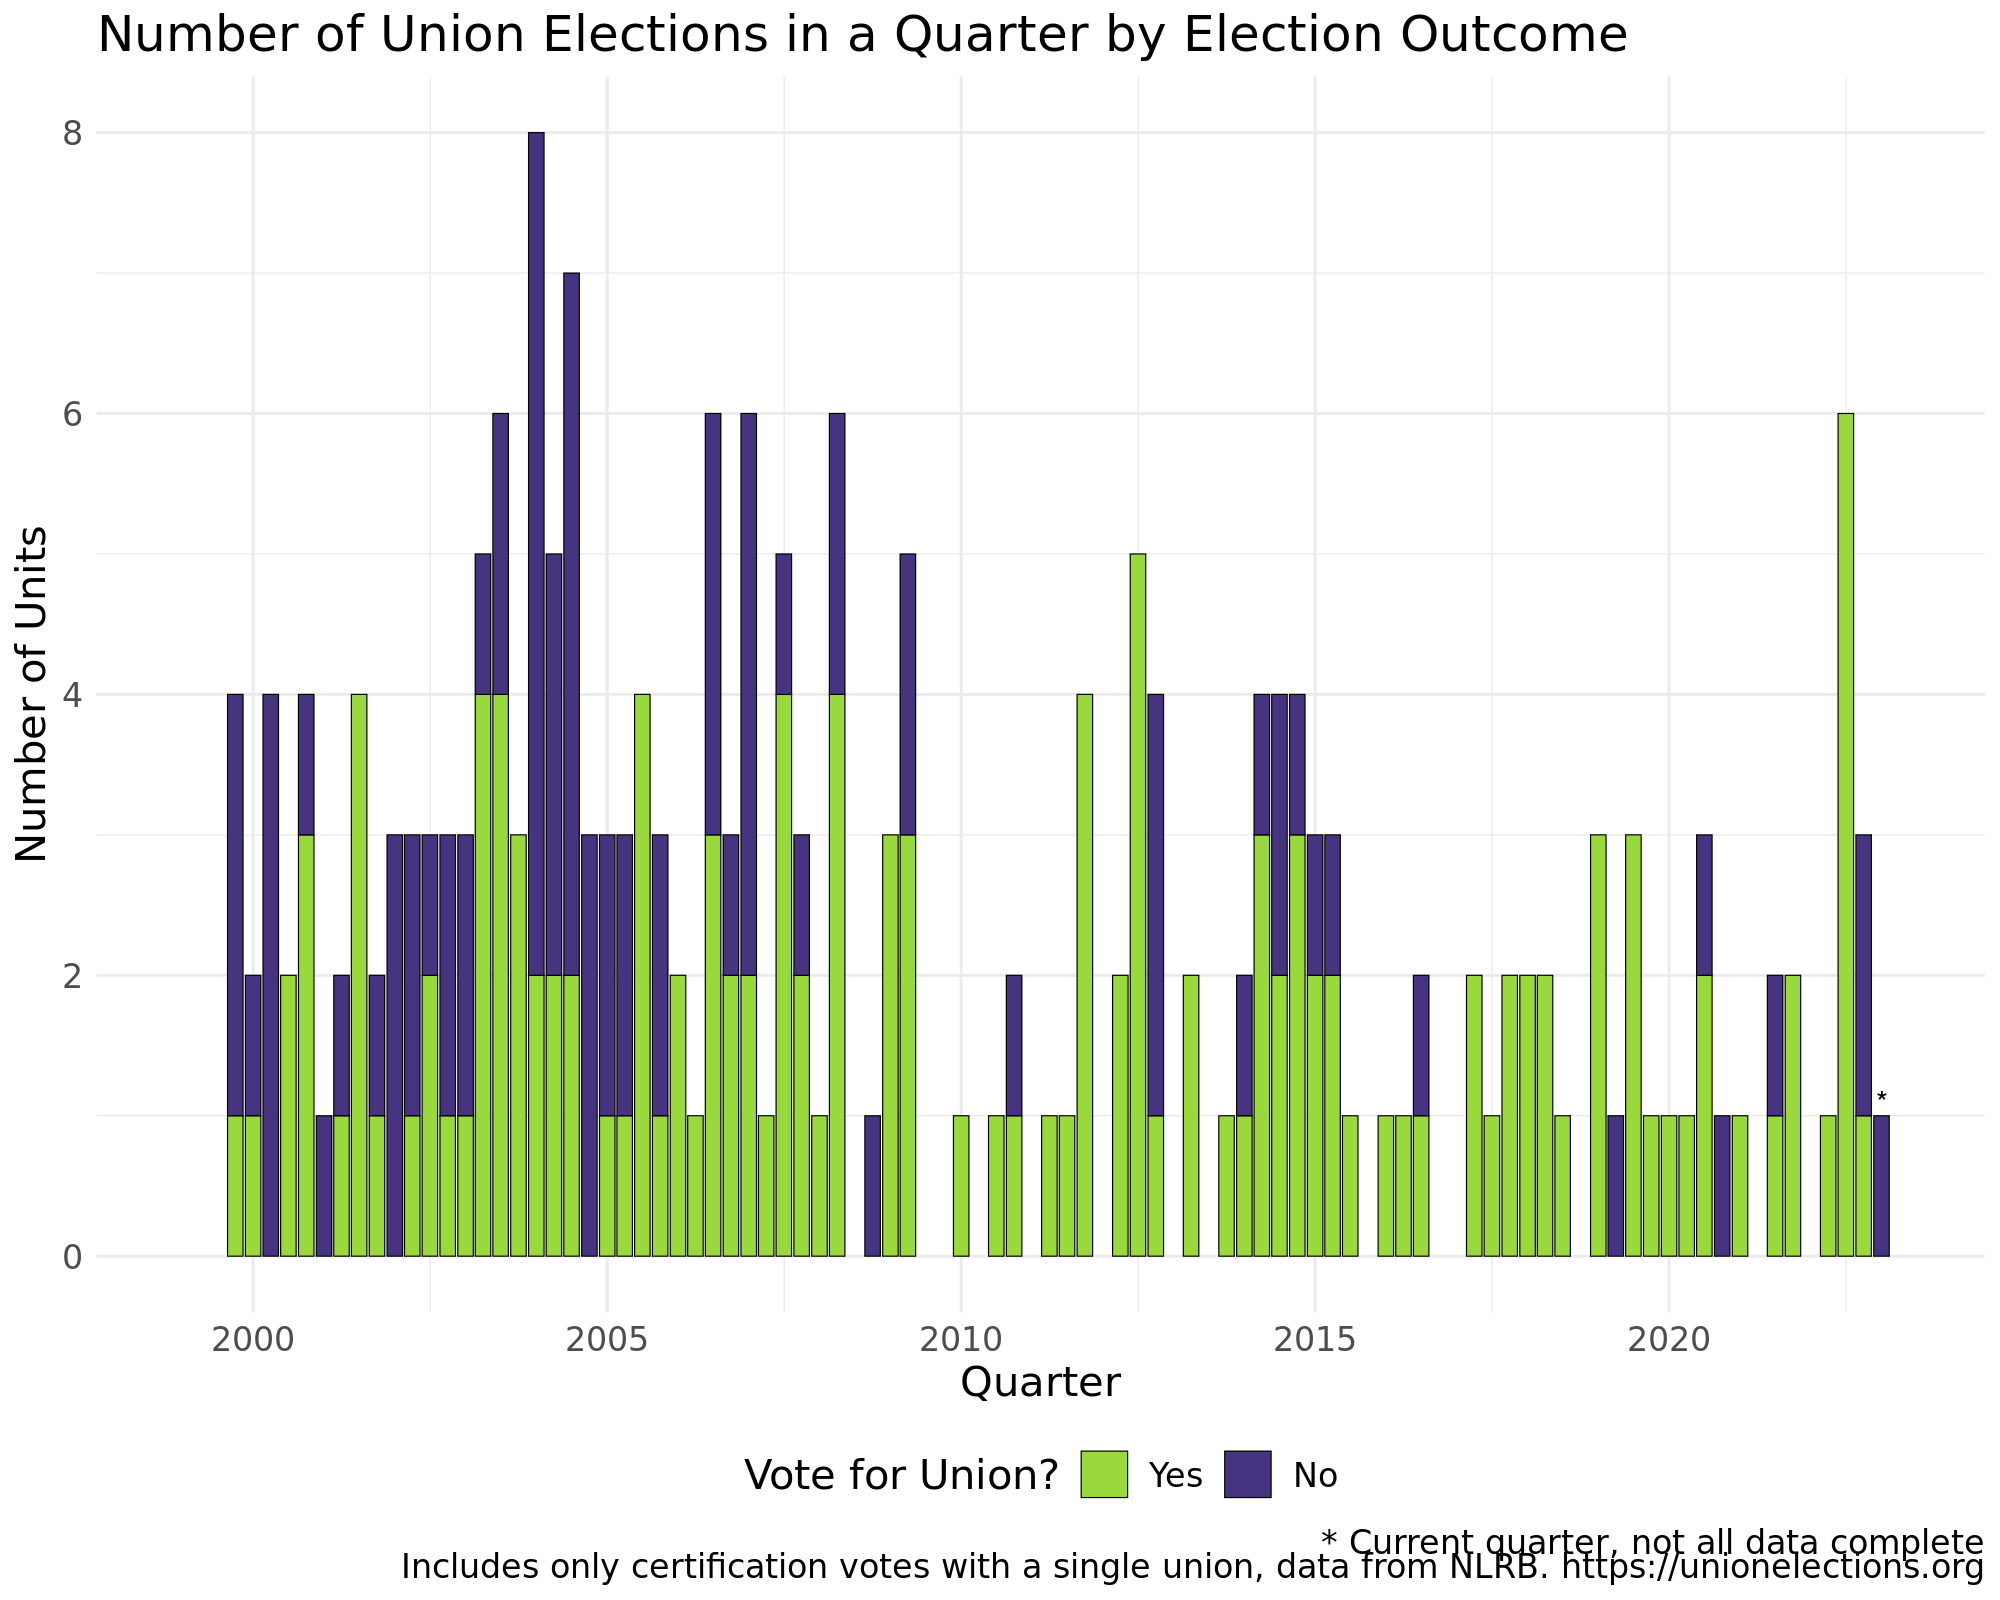 Number of Union Elections in a Quarter by Election Outcome
8
6
4
2
0
Number of Units
*
2000 2005 2010 2015 2020
Quarter
Vote for Union? Yes No
* Current quarter, not all data complete
Includes only certification votes with a single union, data from NLRB. https://unionelections.org